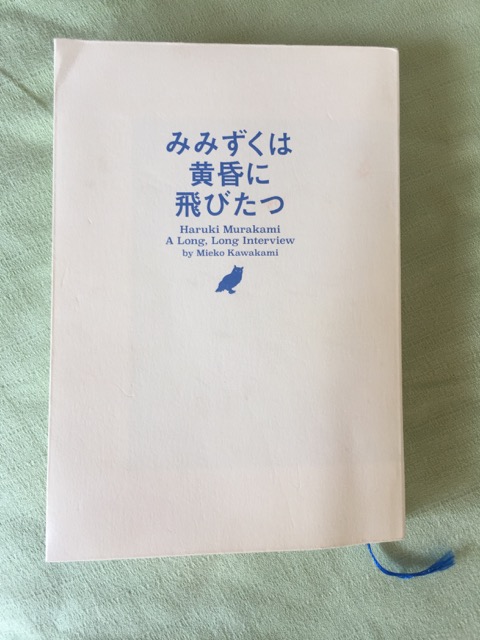 みみずくは
黄昏に
飛びたつ
Haruki Murakami
A Long, Long Interview
by Mieko Kawakami